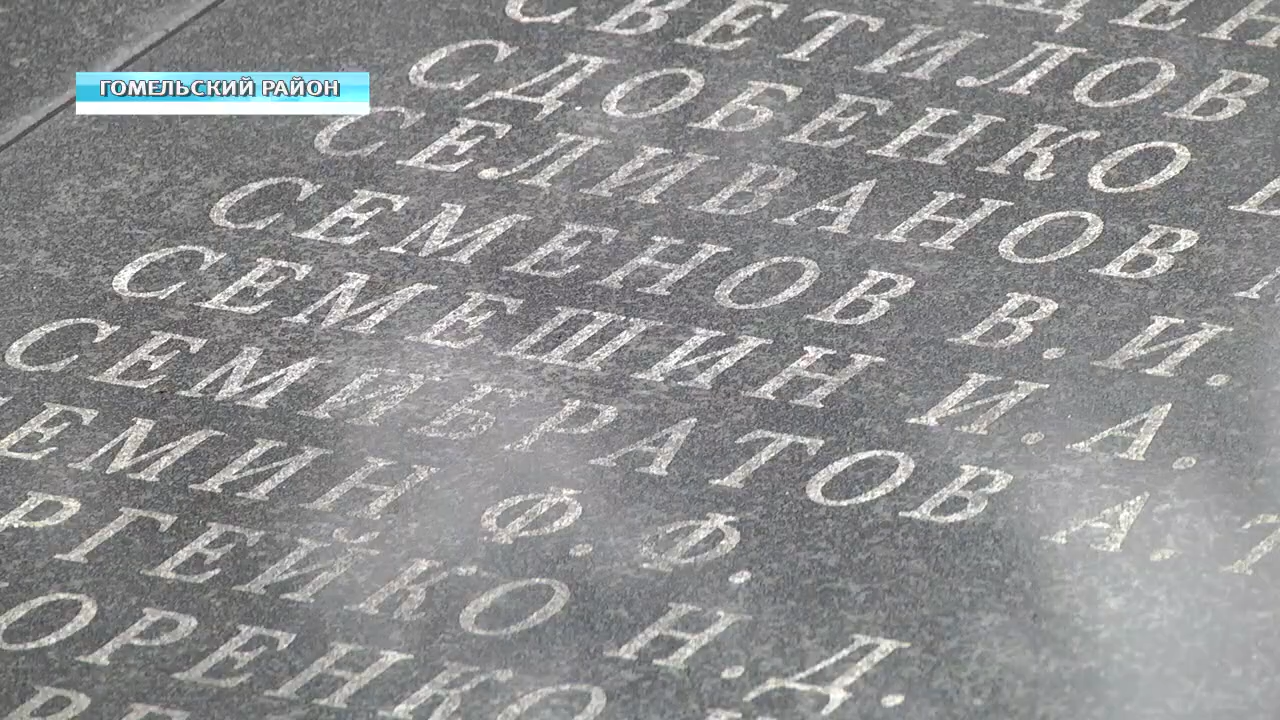 ГОМЕЛЬСКИЙ РАЙОН
СВЕТИЛОВ
СДОБЕНКО
СЕЛИВАНОВ
СЕМЕНОВ В. И.
СЕМЕШИН И. А.
СЕМИБРАТОВ А. Т
СЕМИН Ф. Ф.
СЕРГЕЙКО Н. Д.